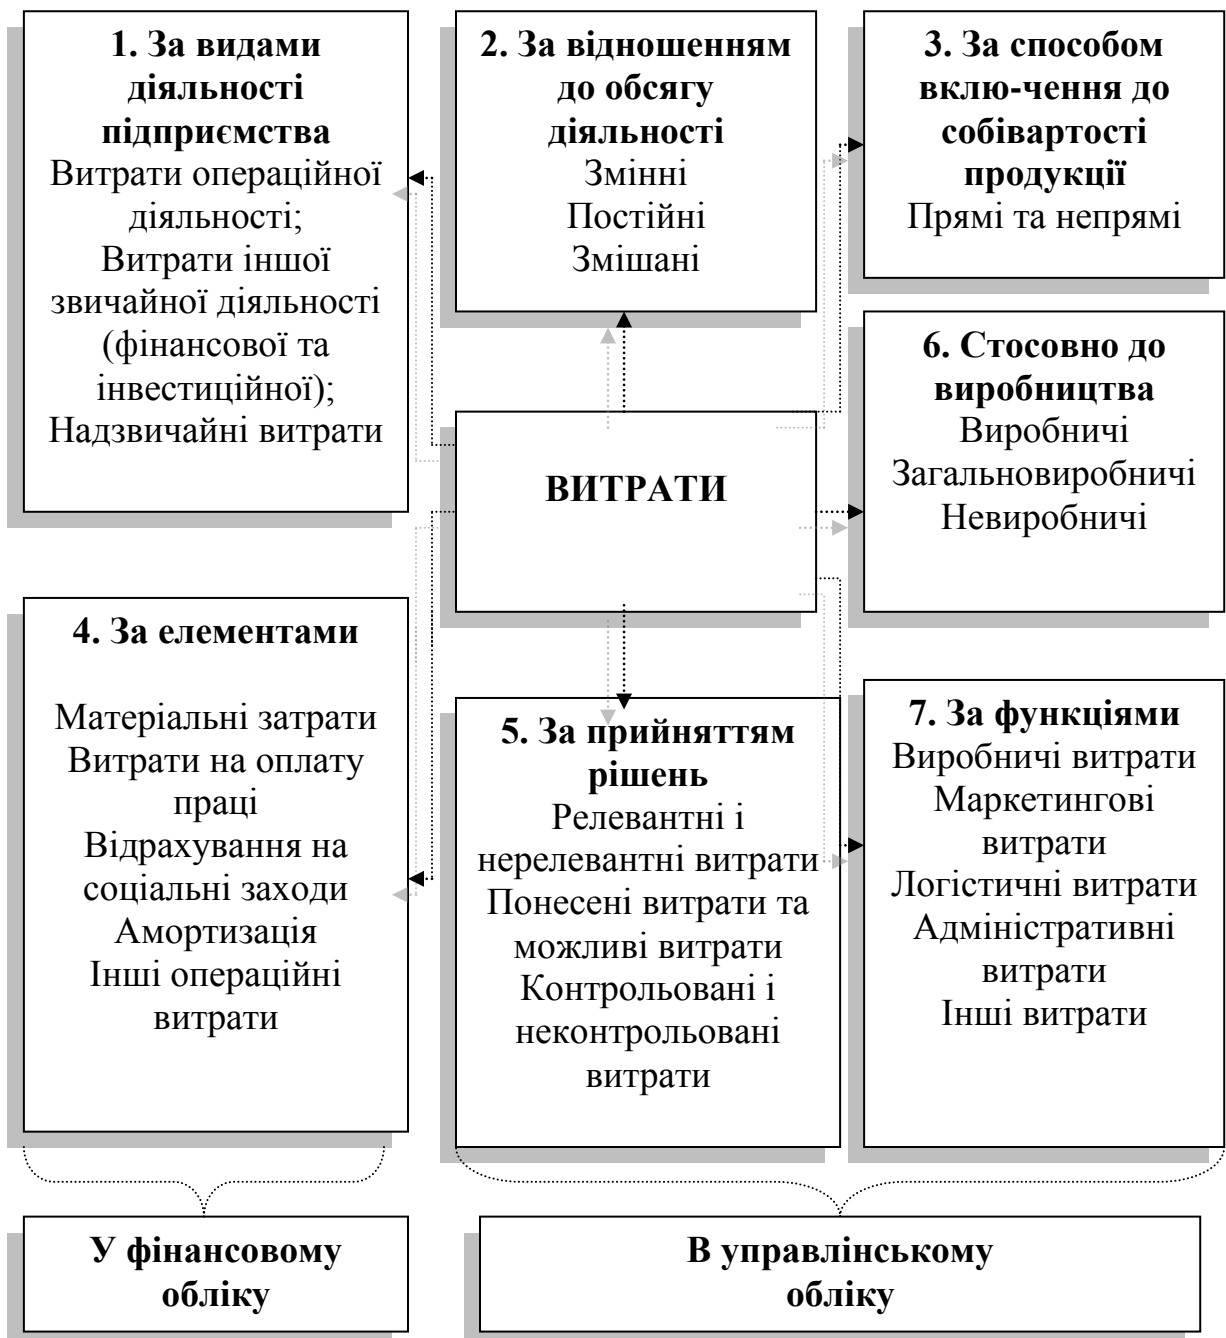 1. За видами
діяльності
підприємства
Витрати операційної
діяльності;
Витрати іншої
звичайної діяльності
(фінансової та
інвестиційної);
Надзвичайні витрати
2. За відношенням
до обсягу
діяльності
Змінні
Постійні
Змішані
3. За способом
вклю-чення до
собівартості
продукції
Прямі та непрямі
ВИТРАТИ
6. Стосовно до
виробництва
Виробничі
Загальновиробничі
Невиробничі
4. За елементами
Матеріальні затрати
Витрати на оплату
праці
Відрахування на
соціальні заходи
Амортизація
Інші операційні
витрати
5. За прийняттям
рішень
Релевантні і
нерелевантні витрати
Понесені витрати та
можливі витрати
Контрольовані і
неконтрольовані
витрати
7. За функціями
Виробничі витрати
Маркетингові
витрати
Логістичні витрати
Адміністративні
витрати
Інші витрати
У фінансовому
обліку
В управлінському
обліку